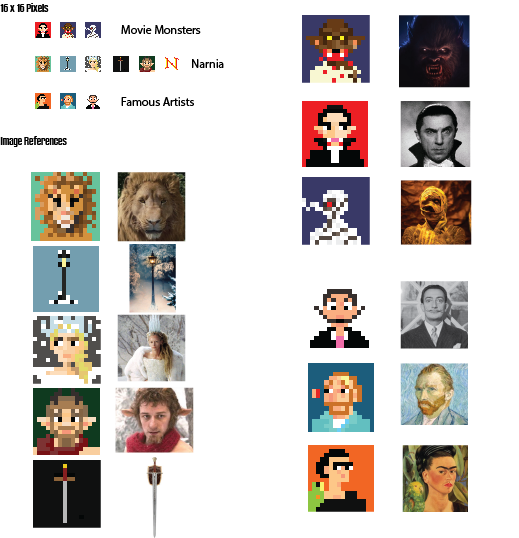 16 x 16 Pixels
Movie Monsters
N Narnia
Famous Artists
Image References